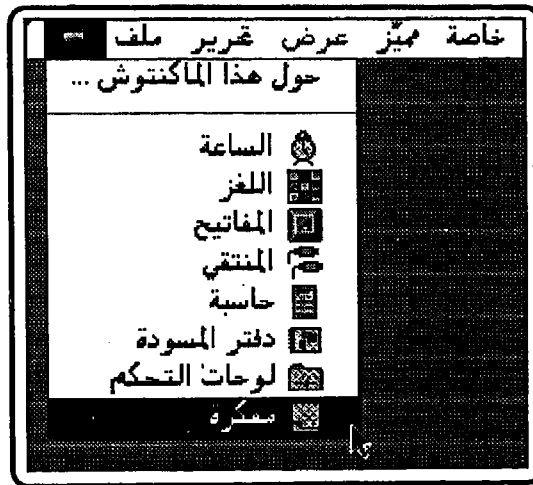 خاصة مميّز عرض تحرير ملف
حول هذا الماكنتوش ...
الساعة
اللغز
المفاتيح
المنتقي
حاسبة
دفتر المسودة
لوحات التحكم
مفكرة